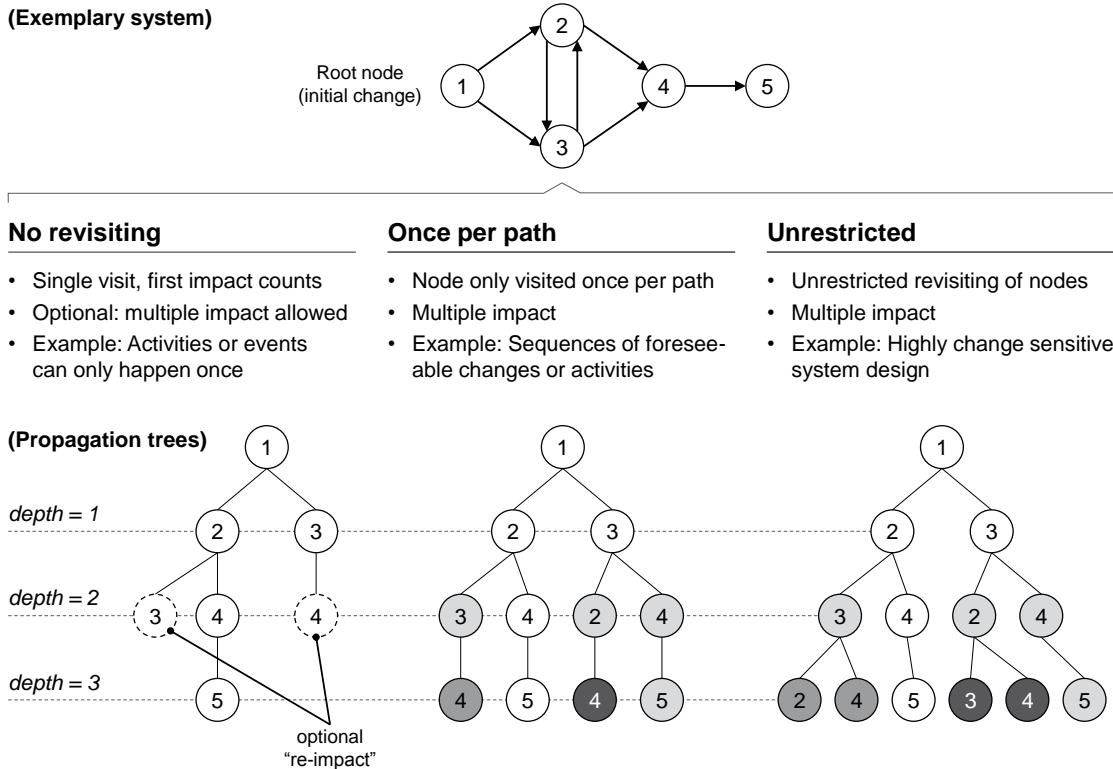 (Exemplary system)
2
Root node
(initial change)
1
4
5
3
No revisiting
• Single visit, first impact counts
• Optional: multiple impact allowed
• Example: Activities or events
can only happen once
Once per path
• Node only visited once per path
• Multiple impact
• Example: Sequences of foresee-
able changes or activities
Unrestricted
• Unrestricted revisiting of nodes
• Multiple impact
• Example: Highly change sensitive
system design
(Propagation trees)
1 1 1
depth = 1
2 3 2 3 2 3
depth = 2
3 4 4 3 4 2 4 3 4 2 4
depth = 3
5 4 5 4 5 2 4 5 3 4 5
optional
“re-impact”